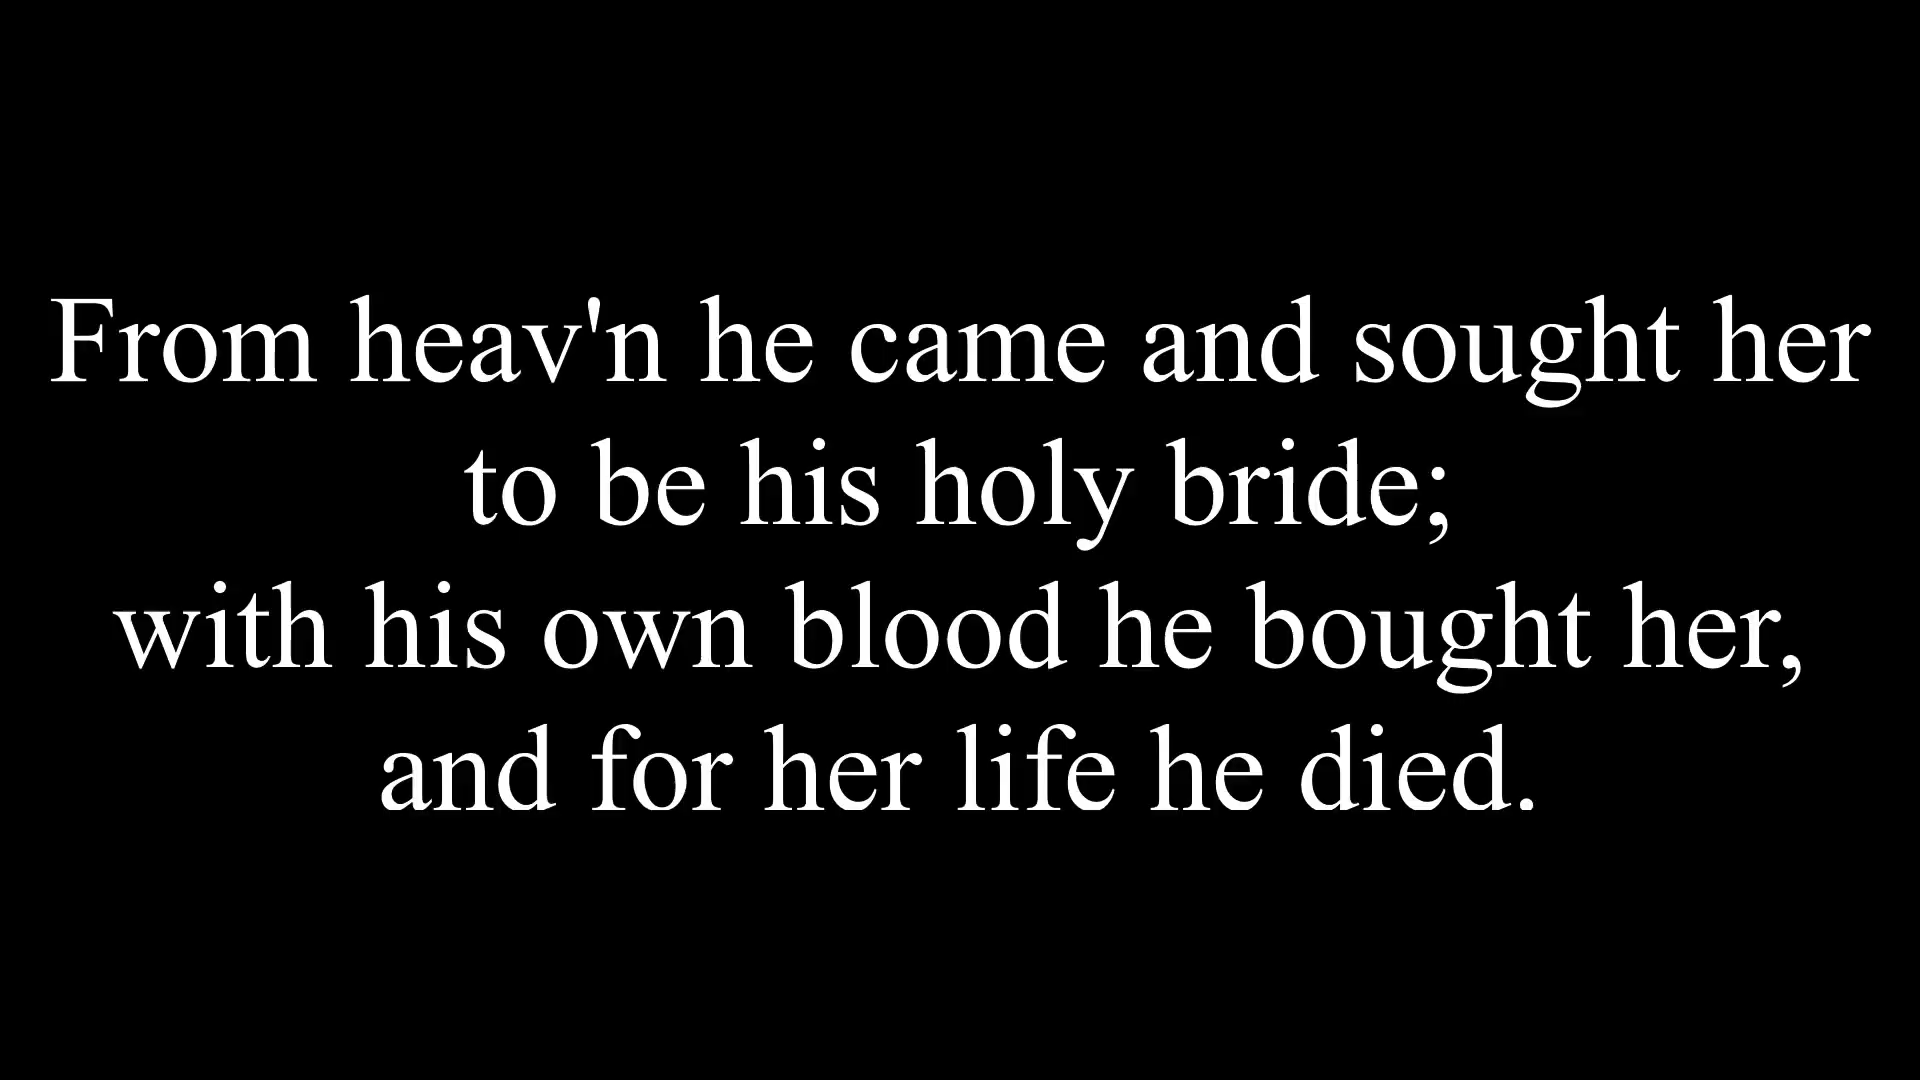 From heav'n he came and sought her
to be his holy bride;
with his own blood he bought her,
and for her life he died.